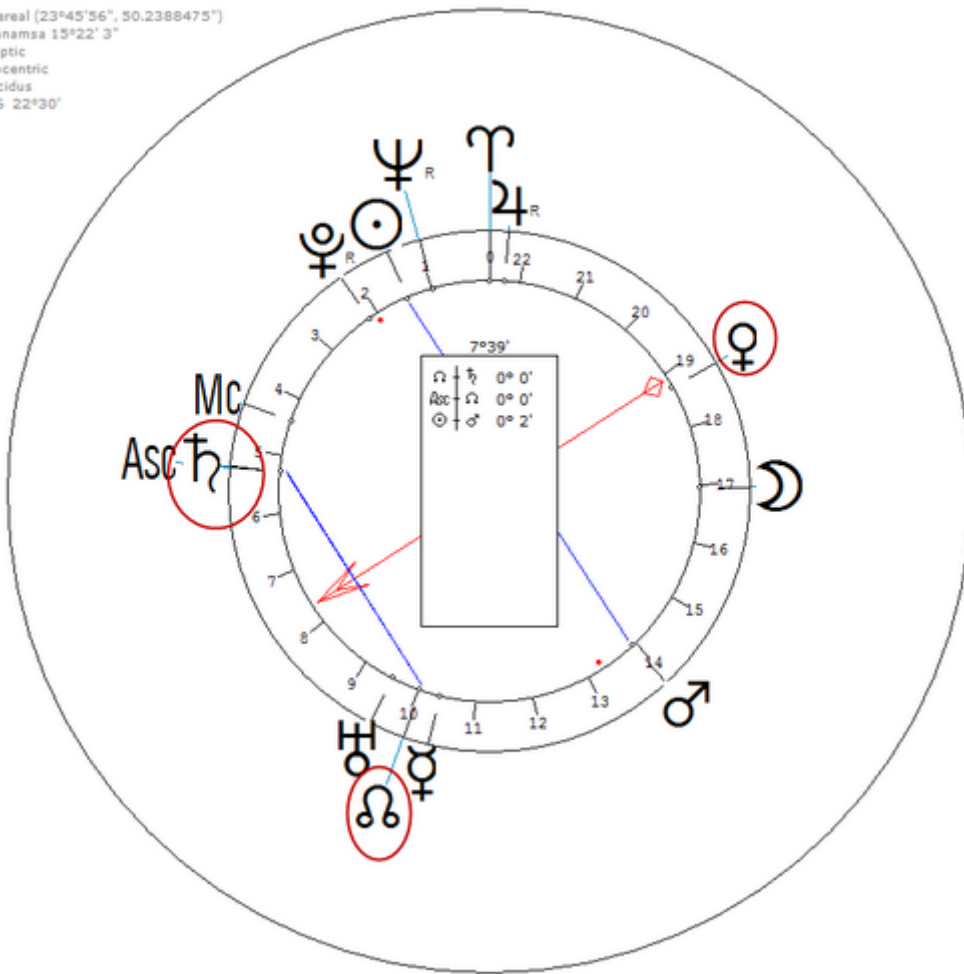 ereal (23°45'56", 50.2388475")
anamsa 15°22' 3"
ptic
centric
cidus
22°30'
♆ R
♈
♃ R
☉
♇ R
0
1
22
2
21
3
20
♀
19
4
Mc
18
Asc ♄
5
17
☽
6
16
7
15
8
14
♂
9
13
10
12
11
♅
☿
☊
7°39'
☊ ♄ 0° 0'
Asc ☊ 0° 0'
☉ ♂ 0° 2'